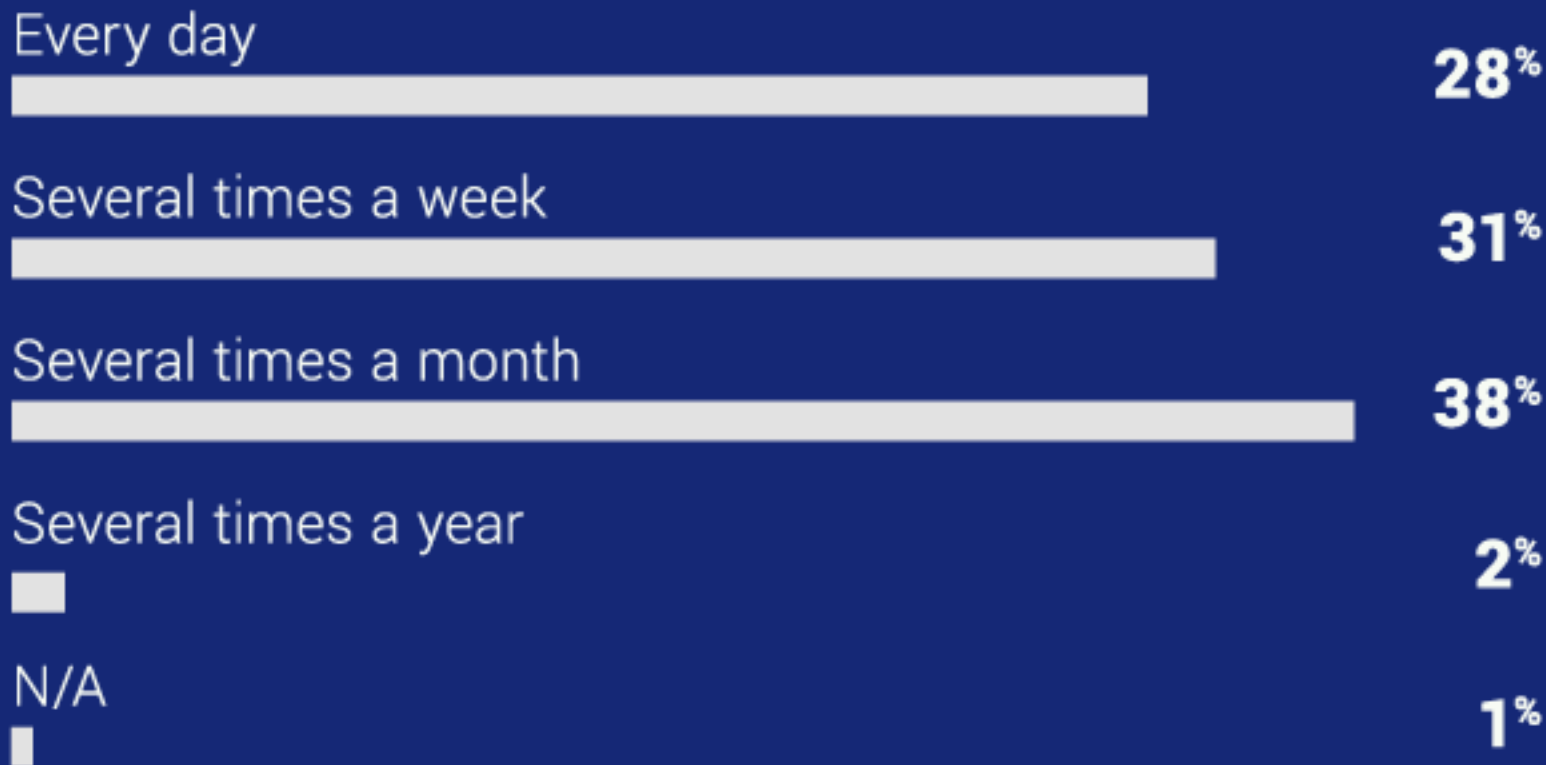 Every day
28%
Several times a week
31%
Several times a month
38%
Several times a year
2%
N/A
1%